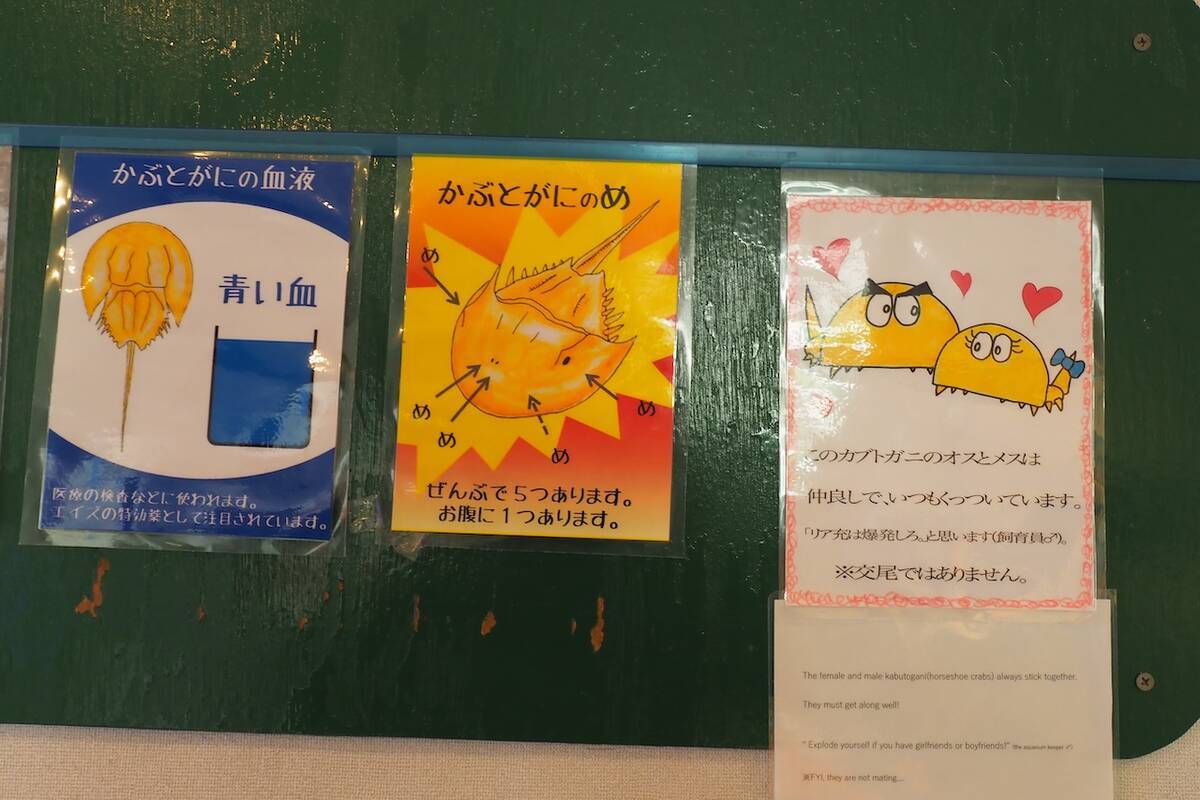 かぶとがにの血液
青い血
医療の検査などに使われます。
エイズの特効薬として注目されています。
かぶとがにのめ
め
め
め
め
め
ぜんぶで５つあります。
お腹に１つあります。
このカブトガニのオスとメスは
仲良しで、いつもくっついています。
「リア充は爆発しろ。」と思います(飼育員♂)。
※交尾ではありません。
The female and male kabutogani(horseshoe crabs) always stick together.
They must get along well!
" Explode yourself if you have girlfriends or boyfriends!" (the aquarium keeper ♂)
※FYI, they are not mating...